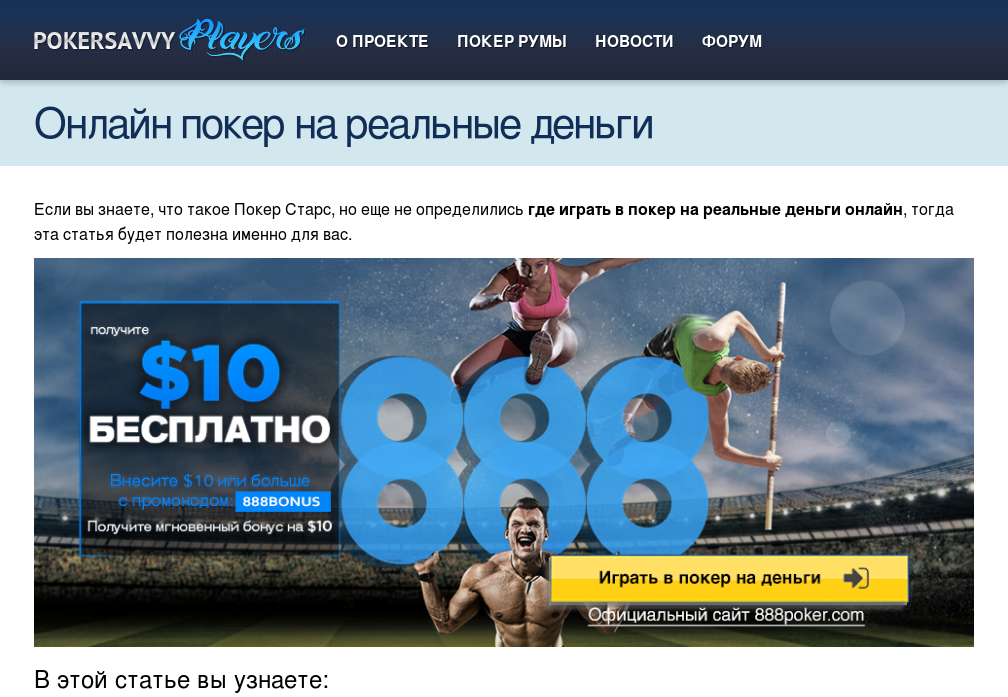 POKERSAVVY Players О ПРОЕКТЕ ПОКЕР РУМЫ НОВОСТИ ФОРУМ
Онлайн покер на реальные деньги
Если вы знаете, что такое Покер Старс, но еще не определились где играть в покер на реальные деньги онлайн, тогда
эта статья будет полезна именно для вас.
получите
$10
БЕСПЛАТНО
Внесите $10 или больше
с промокодом: 888BONUS
Получите мгновенный бонус на $10
888
Играть в покер на деньги
Официальный сайт 888poker.com
В этой статье вы узнаете: